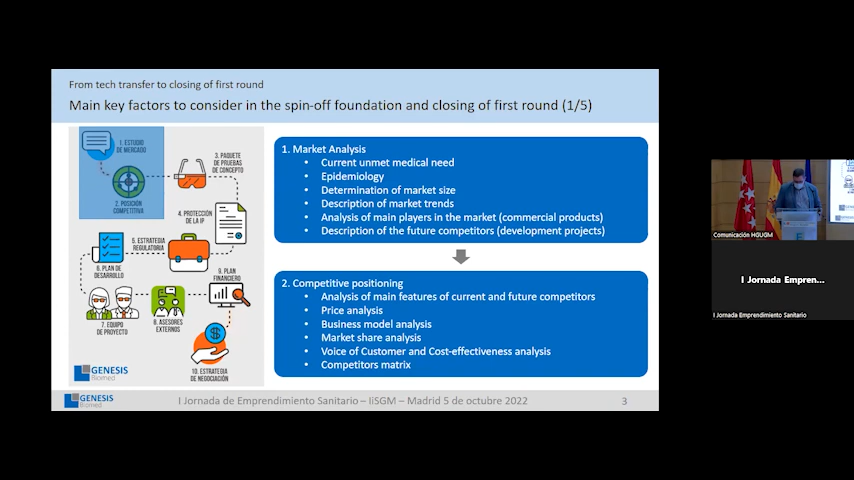 From tech transfer to closing of first round
Main key factors to consider in the spin-off foundation and closing of first round (1/5)
1. ESTUDIO
DE MERCADO
2. POSICIÓN
COMPETITIVA
3. PAQUETE
DE PRUEBAS
DE CONCEPTO
4. PROTECCIÓN
DE LA IP
5. ESTRATEGIA
REGULATORIA
6. PLAN DE
DESARROLLO
7. EQUIPO
DE PROYECTO
8. ASESORES
EXTERNOS
9. PLAN
FINANCIERO
10. ESTRATEGIA
DE NEGOCIACIÓN
GENESIS
Biomed
1. Market Analysis
• Current unmet medical need
• Epidemiology
• Determination of market size
• Description of market trends
• Analysis of main players in the market (commercial products)
• Description of the future competitors (development projects)
2. Competitive positioning
• Analysis of main features of current and future competitors
• Price analysis
• Business model analysis
• Market share analysis
• Voice of Customer and Cost-effectiveness analysis
• Competitors matrix
GENESIS
Biomed
I Jornada de Emprendimiento Sanitario – IiSGM – Madrid 5 de octubre 2022
3
Comunicación HGUGM
I Jornada Empren...
I Jornada Emprendimiento Sanitario